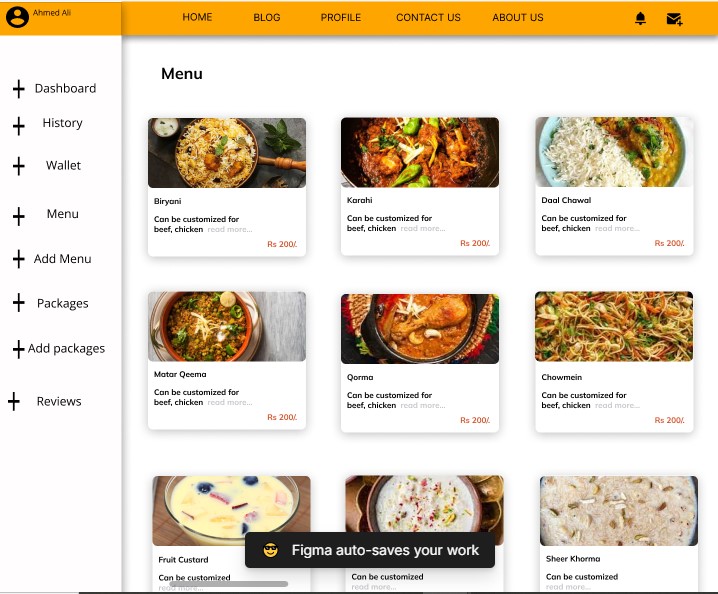 Ahmed Ali
HOME
BLOG
PROFILE
CONTACT US
ABOUT US
Dashboard
History
Wallet
Menu
Add Menu
Packages
Add packages
Reviews
Menu
Biryani
Can be customized for
beef, chicken read more...
Rs 200/.
Karahi
Can be customized for
beef, chicken read more...
Rs 200/.
Daal Chawal
Can be customized for
beef, chicken read more...
Rs 200/.
Matar Qeema
Can be customized for
beef, chicken read more...
Rs 200/.
Qorma
Can be customized for
beef, chicken read more...
Rs 200/.
Chowmein
Can be customized for
beef, chicken read more...
Rs 200/.
Fruit Custard
Can be customized
read more...
Can be customized
read more...
Sheer Khorma
Can be customized
read more...
Figma auto-saves your work